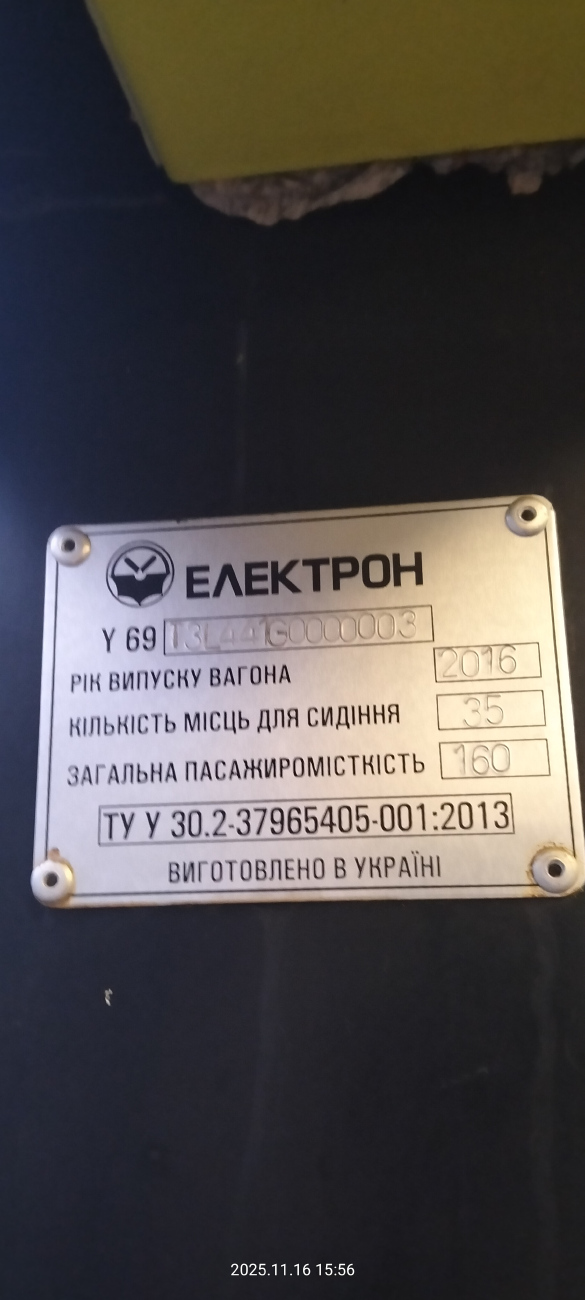 ЕЛЕКТРОН
Y 69 T3L441G0000003
РІК ВИПУСКУ ВАГОНА 2016
КІЛЬКІСТЬ МІСЦЬ ДЛЯ СИДІННЯ 35
ЗАГАЛЬНА ПАСАЖИРОМІСТКІСТЬ 160
ТУ У 30.2-37965405-001:2013
ВИГОТОВЛЕНО В УКРАЇНІ
2025.11.16 15:56